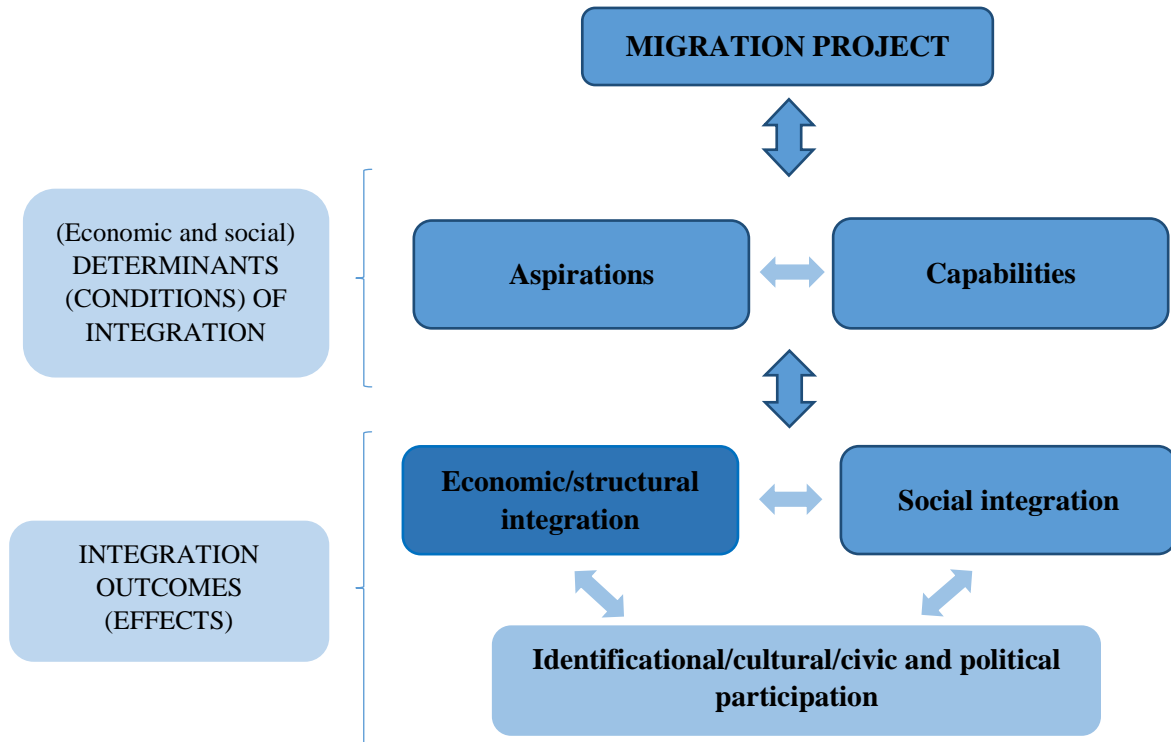 MIGRATION PROJECT
(Economic and social)
DETERMINANTS
(CONDITIONS) OF
INTEGRATION
Aspirations
Capabilities
Economic/structural
integration
Social integration
INTEGRATION
OUTCOMES
(EFFECTS)
Identificational/cultural/civic and political
participation